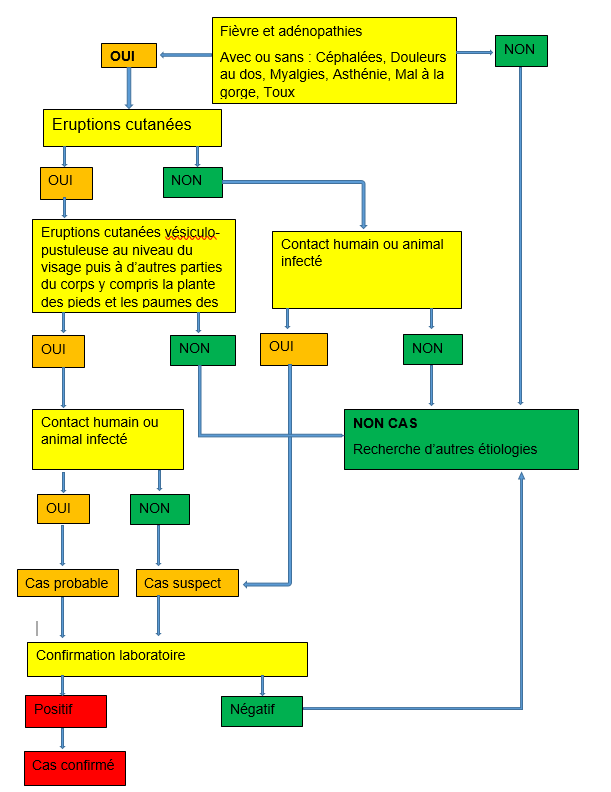 Fièvre et adénopathies
Avec ou sans : Céphalées, Douleurs
au dos, Myalgies, Asthénie, Mal à la
gorge, Toux
OUI
NON
Eruptions cutanées
OUI
NON
Eruptions cutanées vésiculo-
pustuleuse au niveau du
visage puis à d'autres parties
du corps y compris la plante
des pieds et les paumes des
Contact humain ou animal
infecté
OUI
NON
OUI
NON
Contact humain ou
animal infecté
NON CAS
Recherche d'autres étiologies
OUI
NON
Cas probable
Cas suspect
Confirmation laboratoire
Positif
Négatif
Cas confirmé